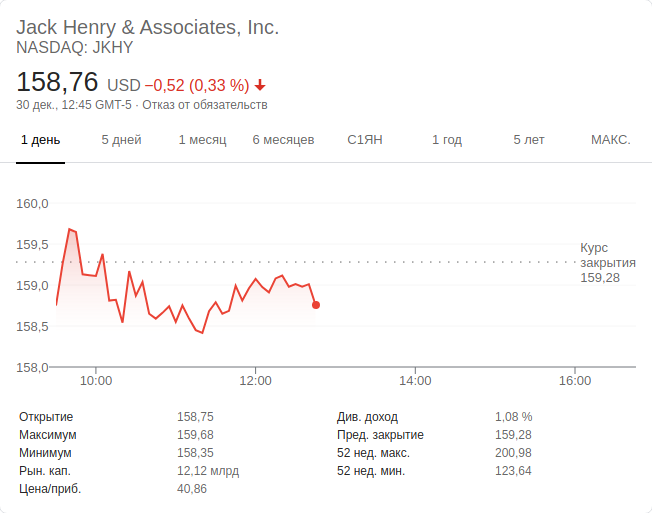 Jack Henry & Associates, Inc.
NASDAQ: JKHY
158,76 USD −0,52 (0,33 %)
30 дек., 12:45 GMT-5 · Отказ от обязательств
1 день 5 дней 1 месяц 6 месяцев С1ЯН 1 год 5 лет МАКС.
160,0
159,5
159,0
158,5
158,0
Курс
закрытия
159,28
10:00 12:00 14:00 16:00
Открытие 158,75 Див. доход 1,08 %
Максимум 159,68 Пред. закрытие 159,28
Минимум 158,35 52 нед. макс. 200,98
Рын. кап. 12,12 млрд 52 нед. мин. 123,64
Цена/приб. 40,86